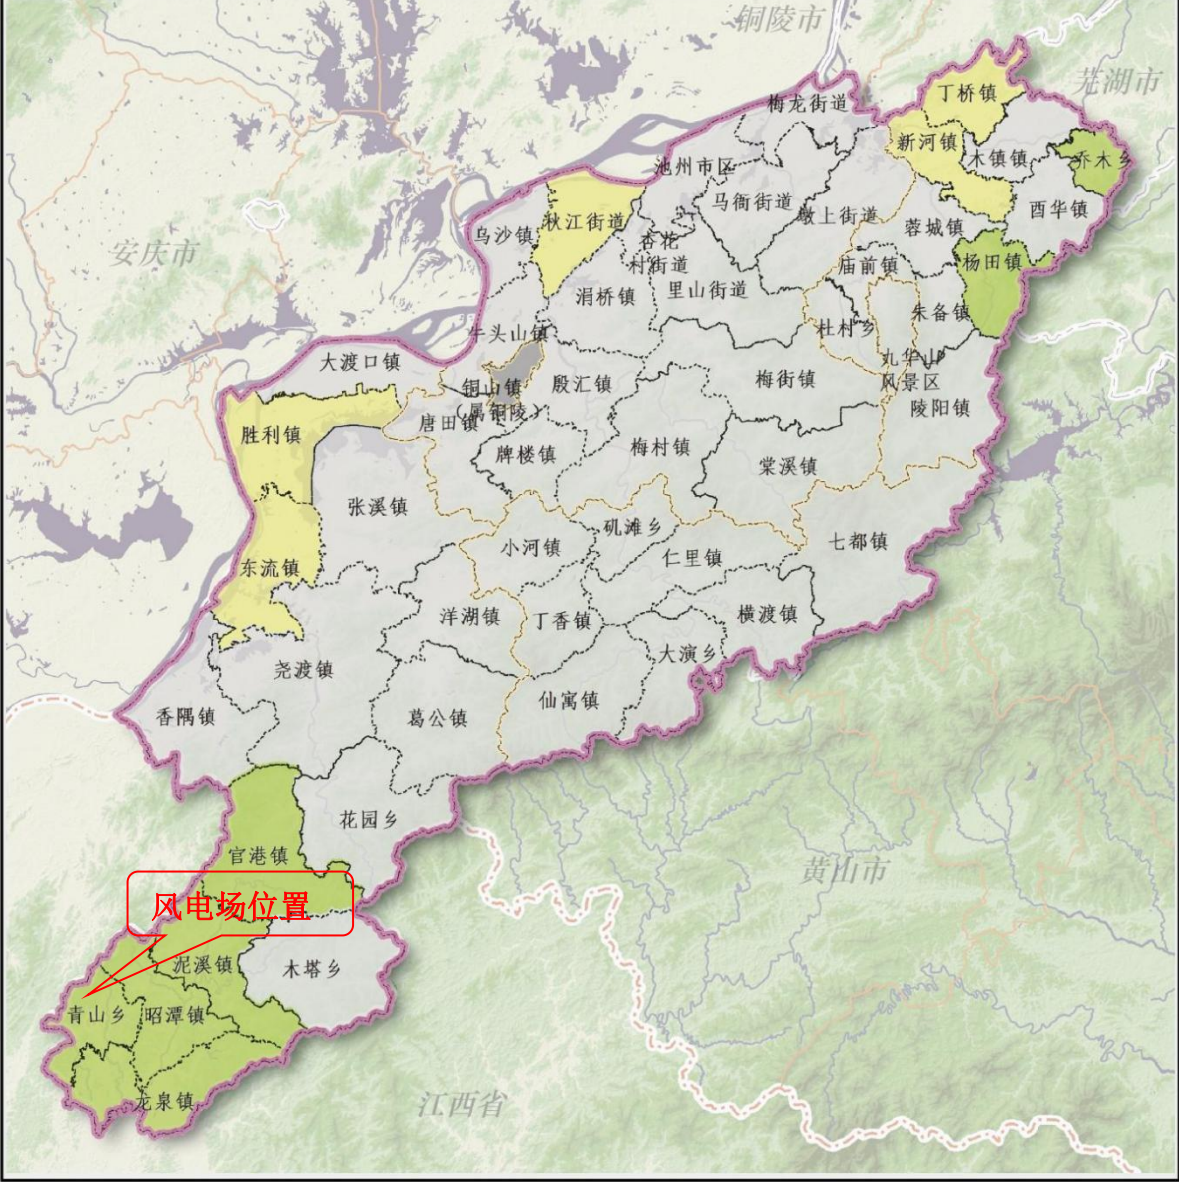 铜陵市
芜湖市
丁桥镇
梅龙街道
新河镇
木镇镇
乔木乡
池州市区
马衙街道
酉华镇
墩上街道
秋江街道
乌沙镇
蓉城镇
杏花
村街道
安庆市
庙前镇
杨田镇
里山街道
涓桥镇
朱备镇
杜村乡
牛头山镇
大渡口镇
九华山
风景区
梅街镇
殷汇镇
铜山镇
(属铜陵)
陵阳镇
唐田镇
胜利镇
梅村镇
牌楼镇
棠溪镇
张溪镇
矶滩乡
七都镇
小河镇
仁里镇
东流镇
洋湖镇
丁香镇
横渡镇
大演乡
尧渡镇
仙寓镇
香隅镇
葛公镇
花园乡
官港镇
黄山市
风电场位置
泥溪镇
木塔乡
青山乡
昭潭镇
龙泉镇
江西省